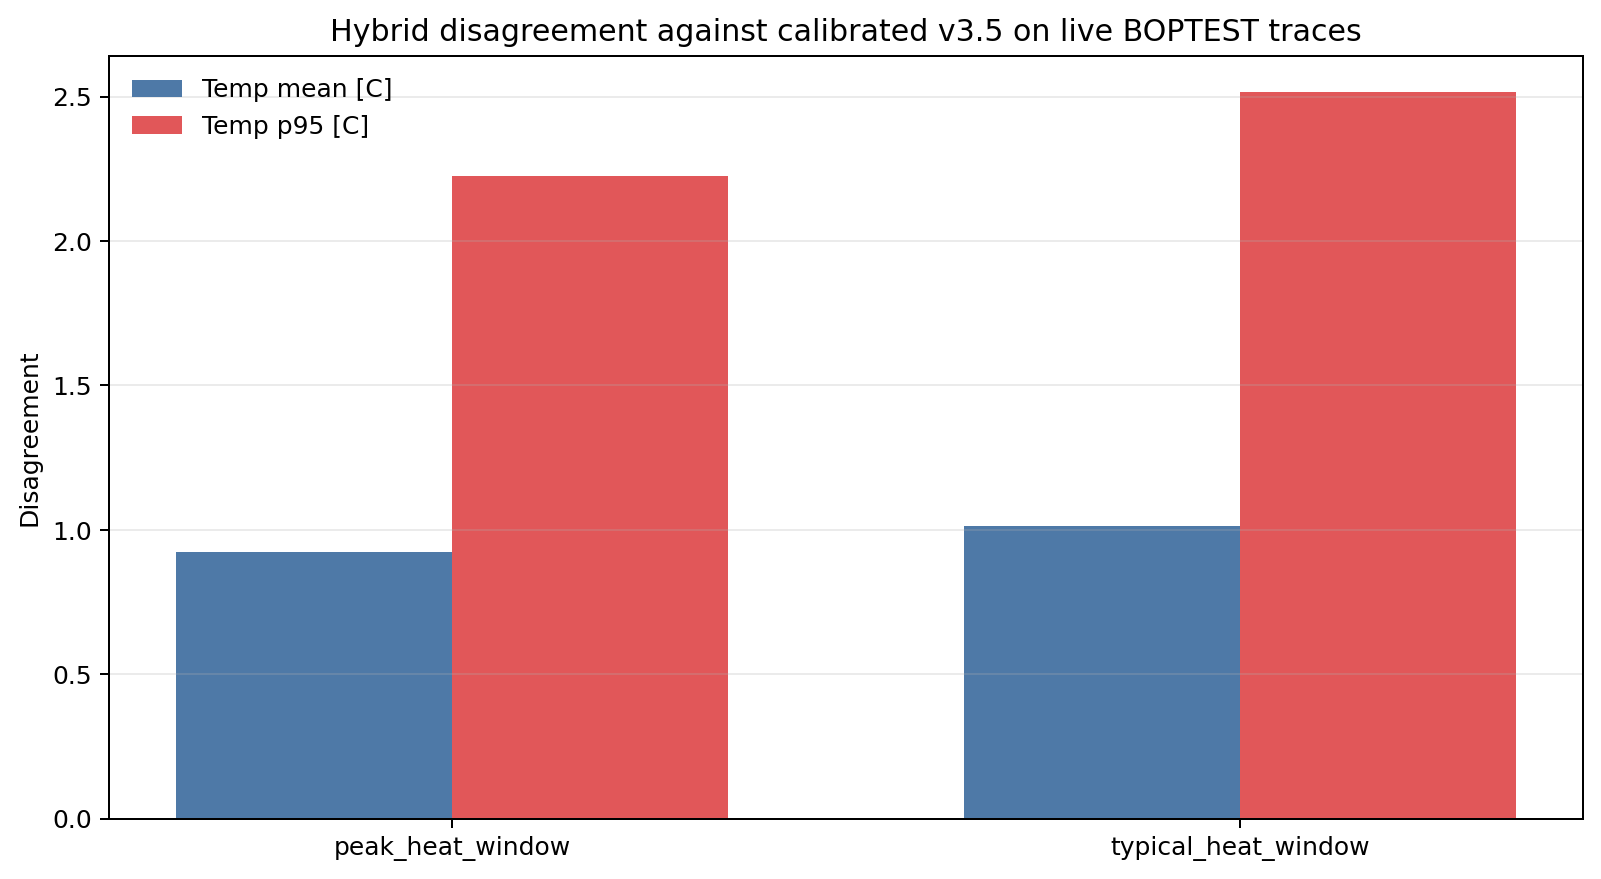 Hybrid disagreement against calibrated v3.5 on live BOPTEST traces
Temp mean [C]
Temp p95 [C]
Disagreement
2.5
2.0
1.5
1.0
0.5
0.0
peak_heat_window
typical_heat_window